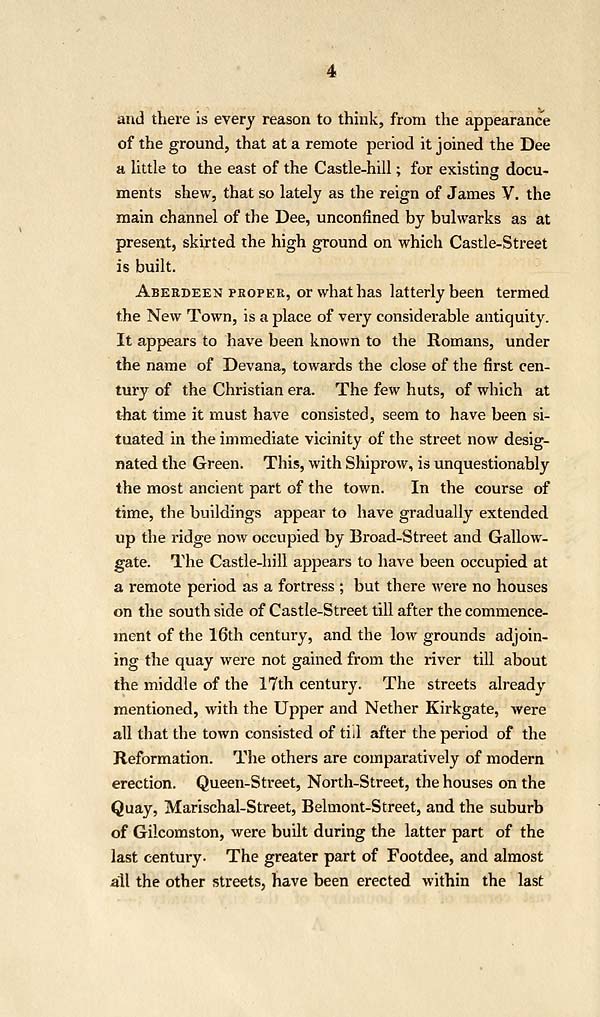 4
and there is every reason to think, from the appearance
of the ground, that at a remote period it joined the Dee
a little to the east of the Castle-hill ; for existing docu-
ments shew, that so lately as the reign of James V. the
main channel of the Dee, unconfined by bulwarks as at
present, skirted the high ground on which Castle-Street
is built.
ABERDEEN PROPER, or what has latterly been termed
the New Town, is a place of very considerable antiquity.
It appears to have been known to the Romans, under
the name of Devana, towards the close of the first cen-
tury of the Christian era. The few huts, of which at
that time it must have consisted, seem to have been si-
tuated in the immediate vicinity of the street now desig-
nated the Green. This, with Shiprow, is unquestionably
the most ancient part of the town. In the course of
time, the buildings appear to have gradually extended
up the ridge now occupied by Broad-Street and Gallow-
gate. The Castle-hill appears to have been occupied at
a remote period as a fortress ; but there were no houses
on the south side of Castle-Street till after the commence-
ment of the 16th century, and the low grounds adjoin-
ing the quay were not gained from the river till about
the middle of the 17th century. The streets already
mentioned, with the Upper and Nether Kirkgate, were
all that the town consisted of till after the period of the
Reformation. The others are comparatively of modern
erection. Queen-Street, North-Street, the houses on the
Quay, Marischal-Street, Belmont-Street, and the suburb
of Gilcomston, were built during the latter part of the
last century. The greater part of Footdee, and almost
all the other streets, have been erected within the last